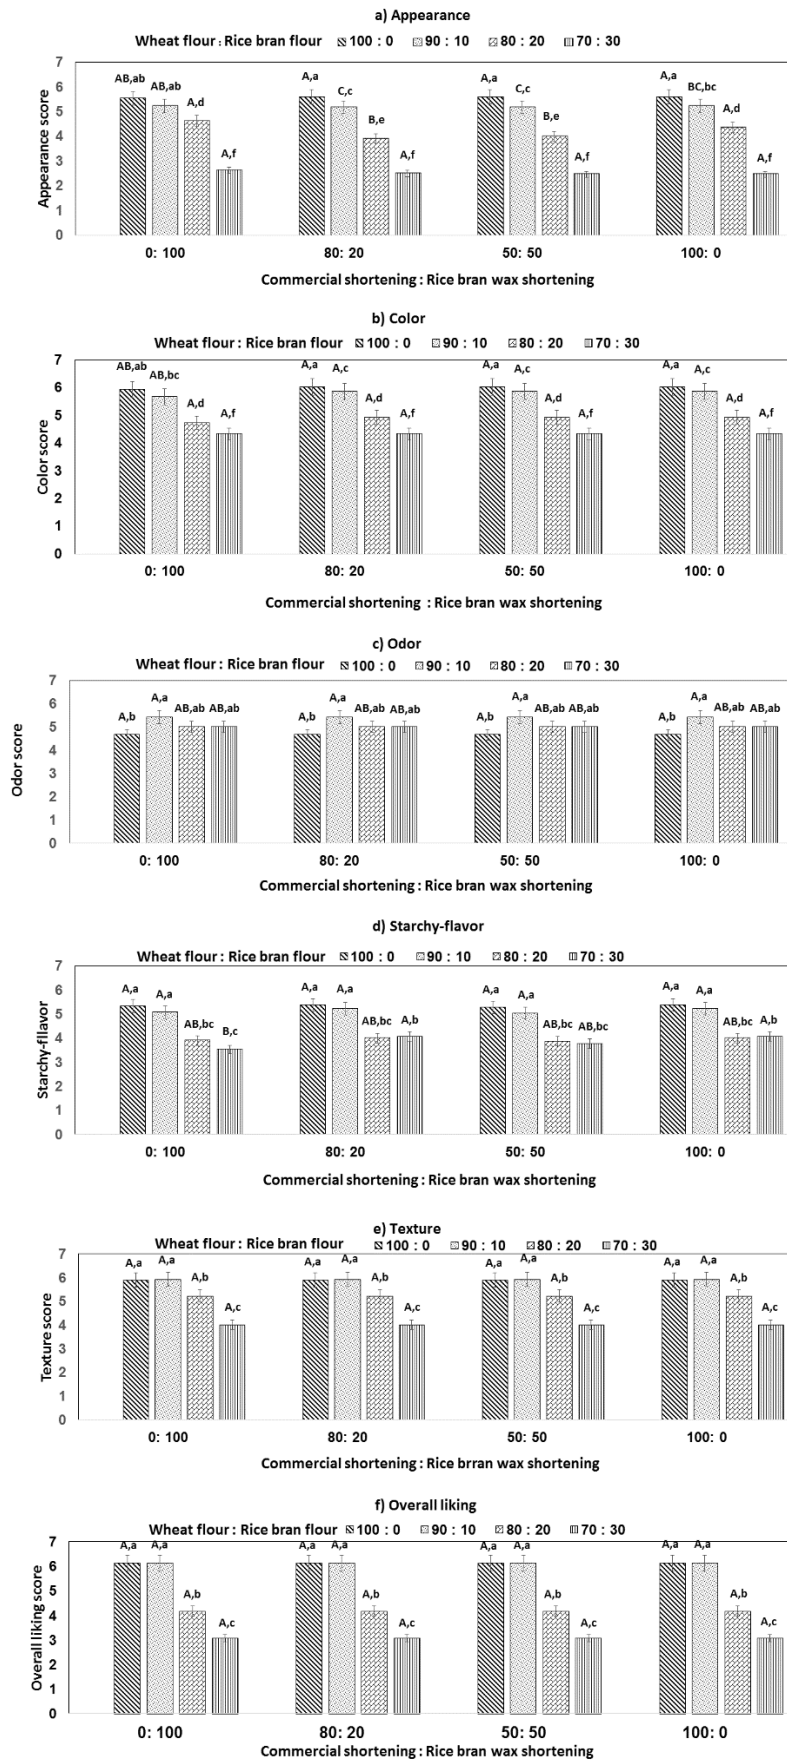 a) Appearance
Wheat flour : Rice bran flour 100 : 0 90 : 10 80 : 20 70 : 30
Appearance score
7
6
5
4
3
2
1
0
AB,ab AB,ab A,d A,f
A,a C,c B,e A,f
A,a C,c B,e A,f
A,a BC,bc A,d A,f
0: 100 80: 20 50: 50 100: 0
Commercial shortening : Rice bran wax shortening
b) Color
Wheat flour : Rice bran flour 100 : 0 90 : 10 80 : 20 70 : 30
Color score
7
6
5
4
3
2
1
0
AB,ab AB,bc A,d A,f
A,a A,c A,d A,f
A,a A,c A,d A,f
A,a A,c A,d A,f
0: 100 80: 20 50: 50 100: 0
Commercial shortening : Rice bran wax shortening
c) Odor
Wheat flour : Rice bran flour 100 : 0 90 : 10 80 : 20 70 : 30
Odor score
7
6
5
4
3
2
1
0
A,b A,a AB,ab AB,ab
A,b A,a AB,ab AB,ab
A,b A,a AB,ab AB,ab
A,b A,a AB,ab AB,ab
0: 100 80: 20 50: 50 100: 0
Commercial shortening : Rice bran wax shortening
d) Starchy-flavor
Wheat flour : Rice bran flour 100 : 0 90 : 10 80 : 20 70 : 30
Starchy-fllavor
7
6
5
4
3
2
1
0
A,a A,a AB,bc B,c
A,a A,a AB,bc A,b
A,a A,a AB,bc AB,bc
A,a A,a AB,bc A,b
0: 100 80: 20 50: 50 100: 0
Commercial shortening : Rice bran wax shortening
e) Texture
Wheat flour : Rice bran flour 100 : 0 90 : 10 80 : 20 70 : 30
Texture score
7
6
5
4
3
2
1
0
A,a A,a A,b A,c
A,a A,a A,b A,c
A,a A,a A,b A,c
A,a A,a A,b A,c
0: 100 80: 20 50: 50 100: 0
Commercial shortening : Rice brran wax shortening
f) Overall liking
Wheat flour : Rice bran flour 100 : 0 90 : 10 80 : 20 70 : 30
Overall liking score
7
6
5
4
3
2
1
0
A,a A,a A,b A,c
A,a A,a A,b A,c
A,a A,a A,b A,c
A,a A,a A,b A,c
0: 100 80: 20 50: 50 100: 0
Commercial shortening : Rice bran wax shortening